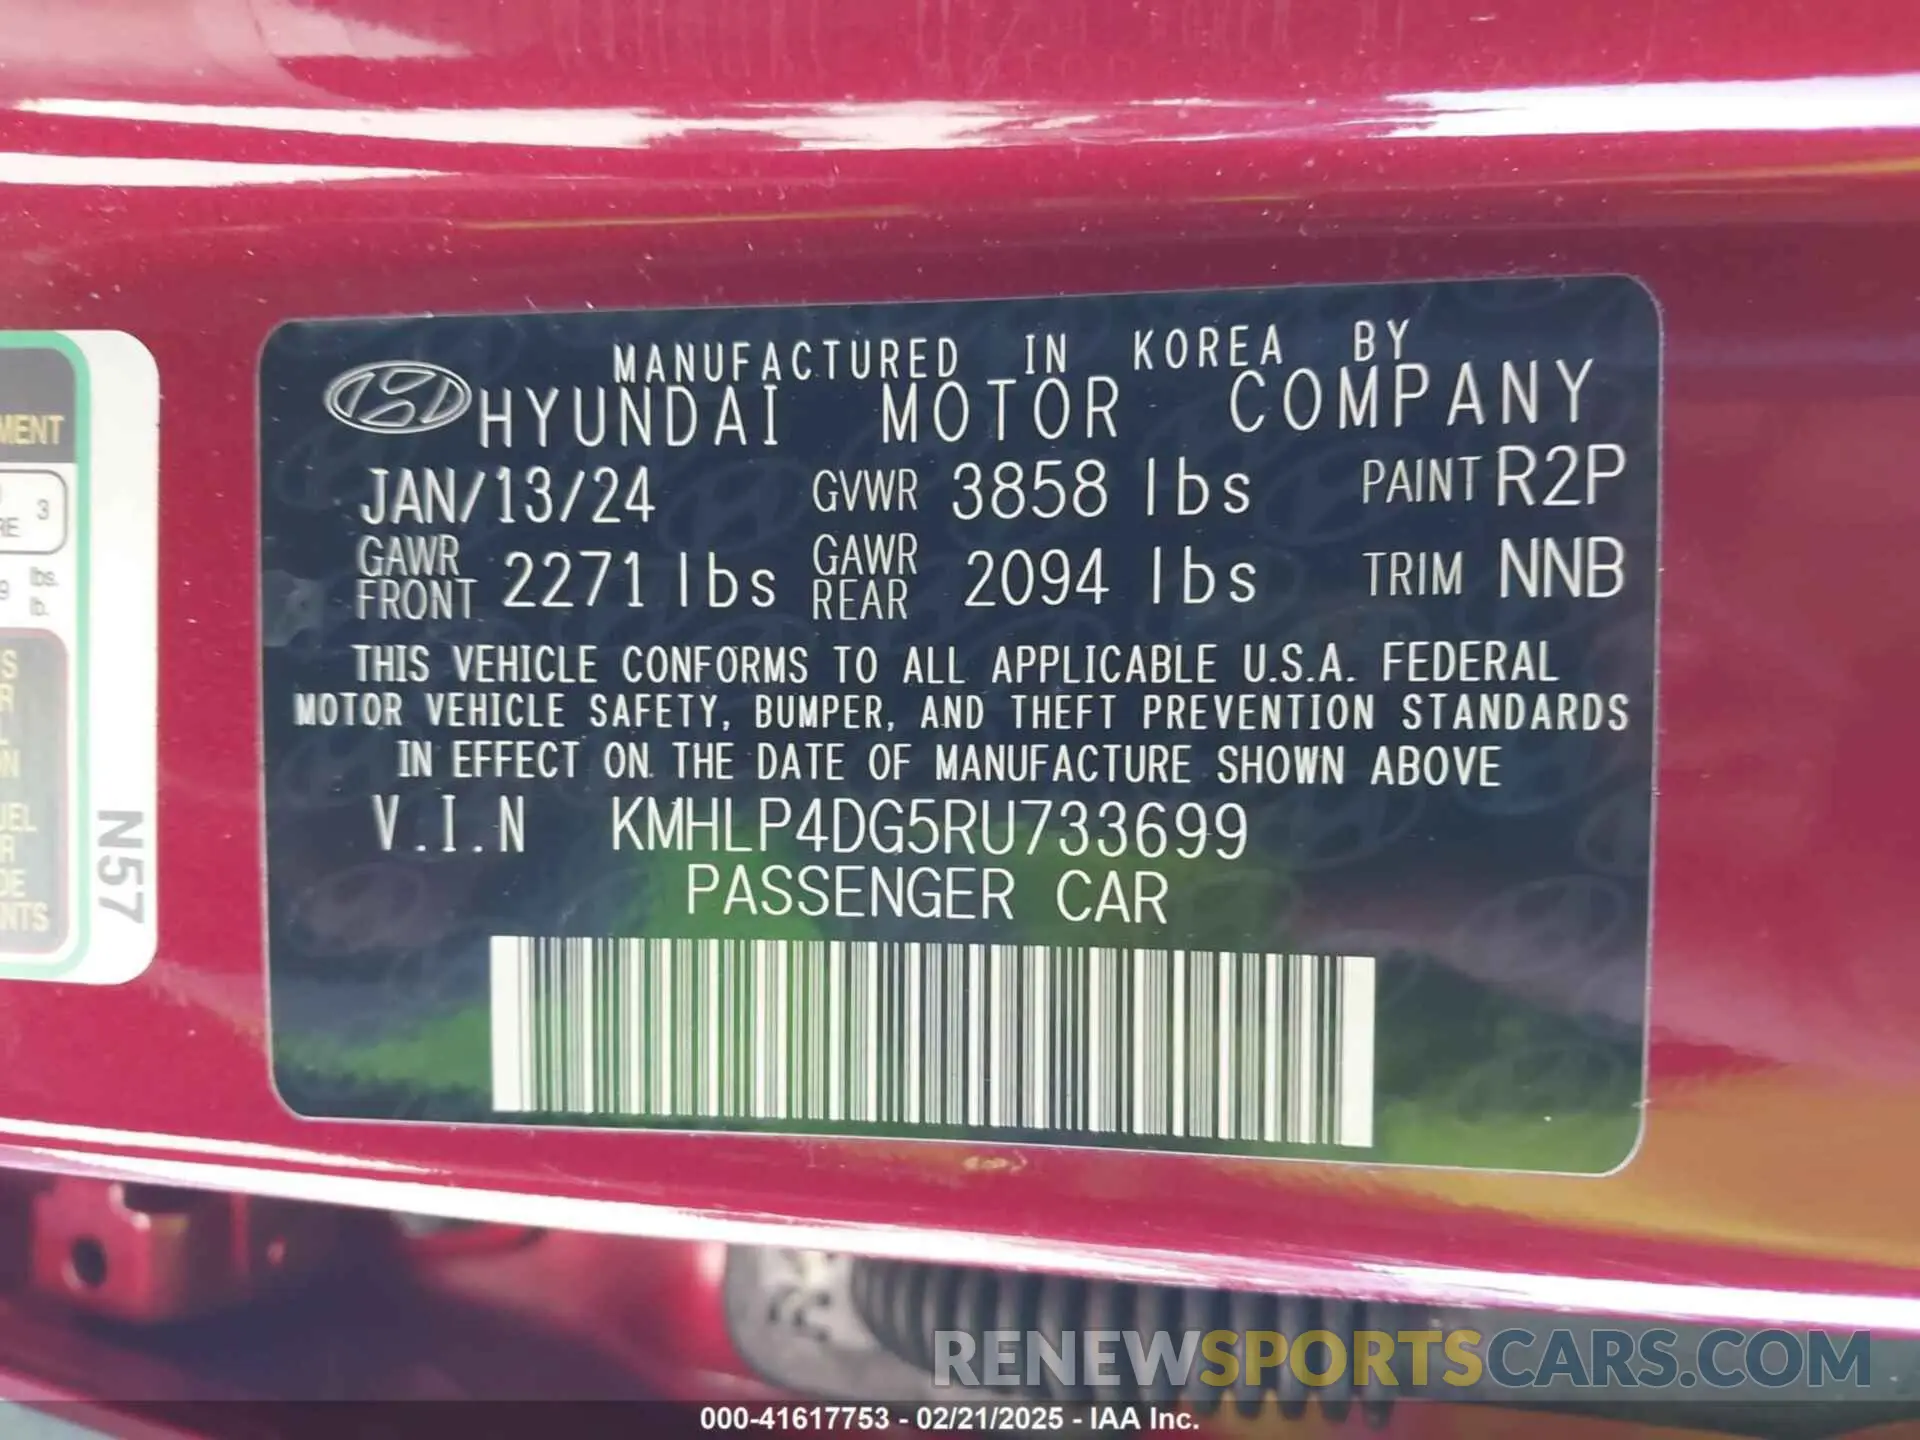 MANUFACTURED IN KOREA BY
HYUNDAI MOTOR COMPANY
JAN/13/24 GVWR 3858 lbs PAINT R2P
GAWR FRONT 2271 lbs GAWR REAR 2094 lbs TRIM NNB
THIS VEHICLE CONFORMS TO ALL APPLICABLE U.S.A. FEDERAL
MOTOR VEHICLE SAFETY, BUMPER, AND THEFT PREVENTION STANDARDS
IN EFFECT ON THE DATE OF MANUFACTURE SHOWN ABOVE
V.I.N KMHLP4DG5RU733699
PASSENGER CAR
3
lbs.
lb.
N57
RENEWSPORTSCARS.COM
000-41617753 - 02/21/2025 - IAA Inc.